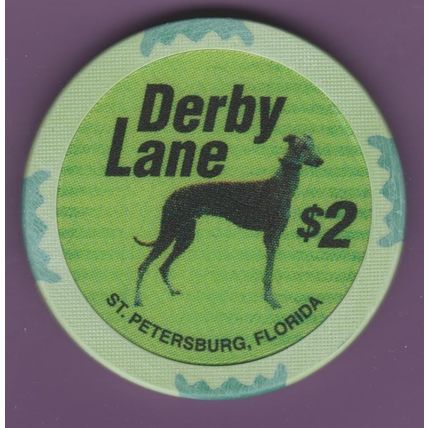 Derby
Lane
$2
ST. PETERSBURG, FLORIDA